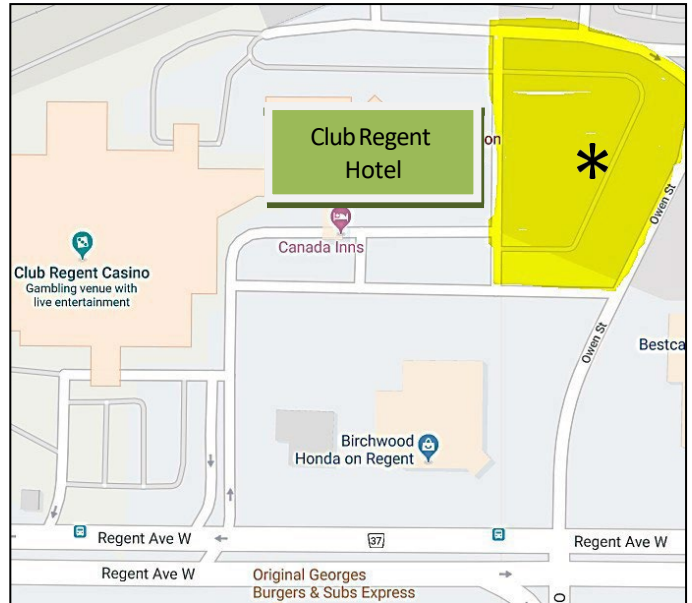 Club Regent
Hotel
on
*
Owen St
Canada Inns
Club Regent Casino
Gambling venue with
live entertainment
Owen St
Bestca
Birchwood
Honda on Regent
Regent Ave W
37
Regent Ave W
Regent Ave W
Original Georges
Burgers & Subs Express
O